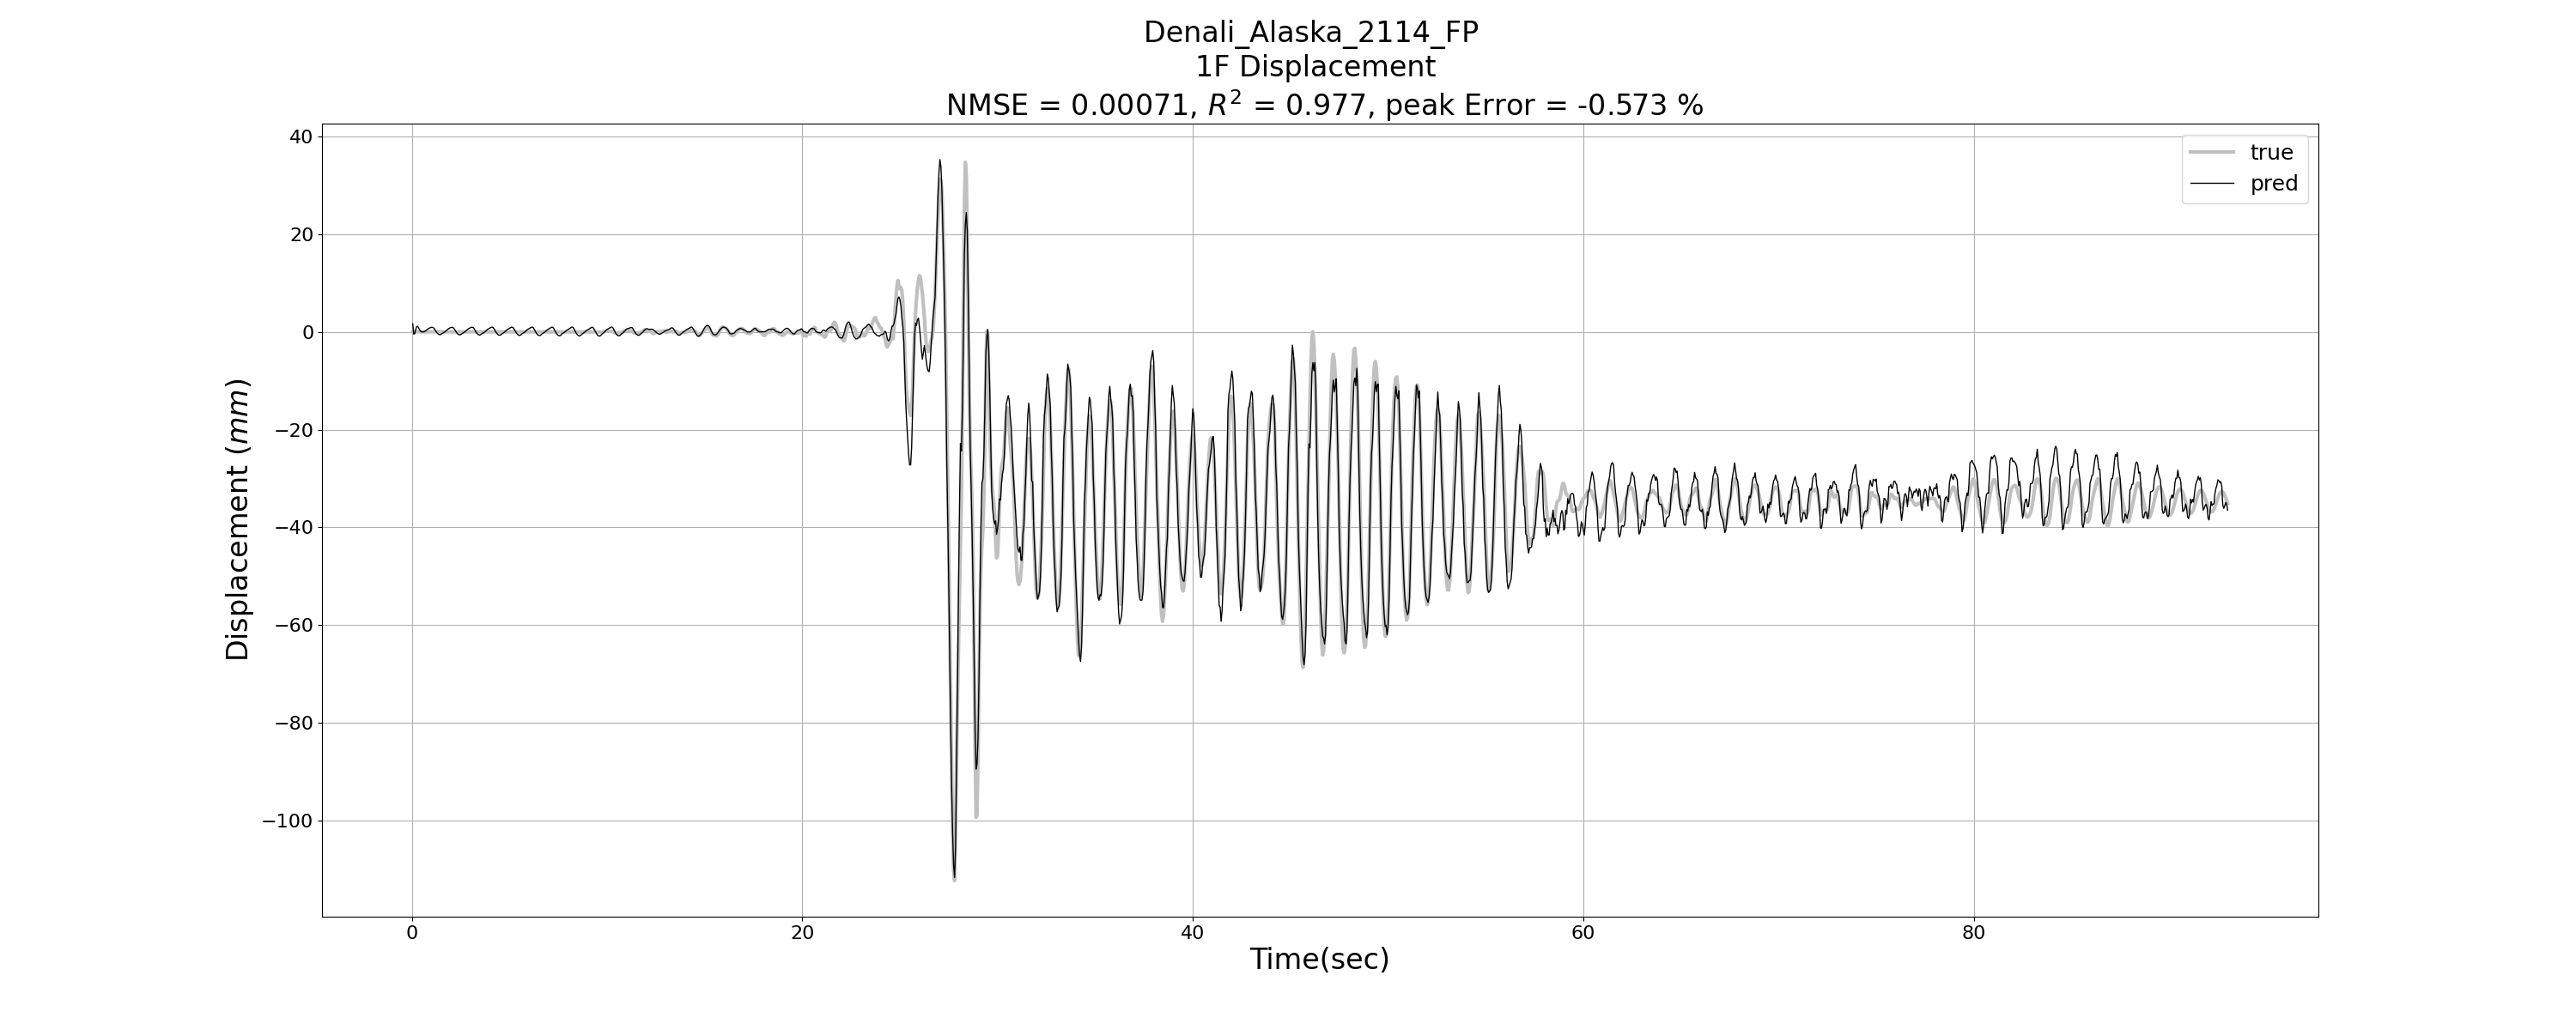 Denali_Alaska_2114_FP
1F Displacement
NMSE = 0.00071, R² = 0.977, peak Error = -0.573 %
true
pred
Displacement (mm)
40
20
0
−20
−40
−60
−80
−100
0 20 40 60 80
Time(sec)